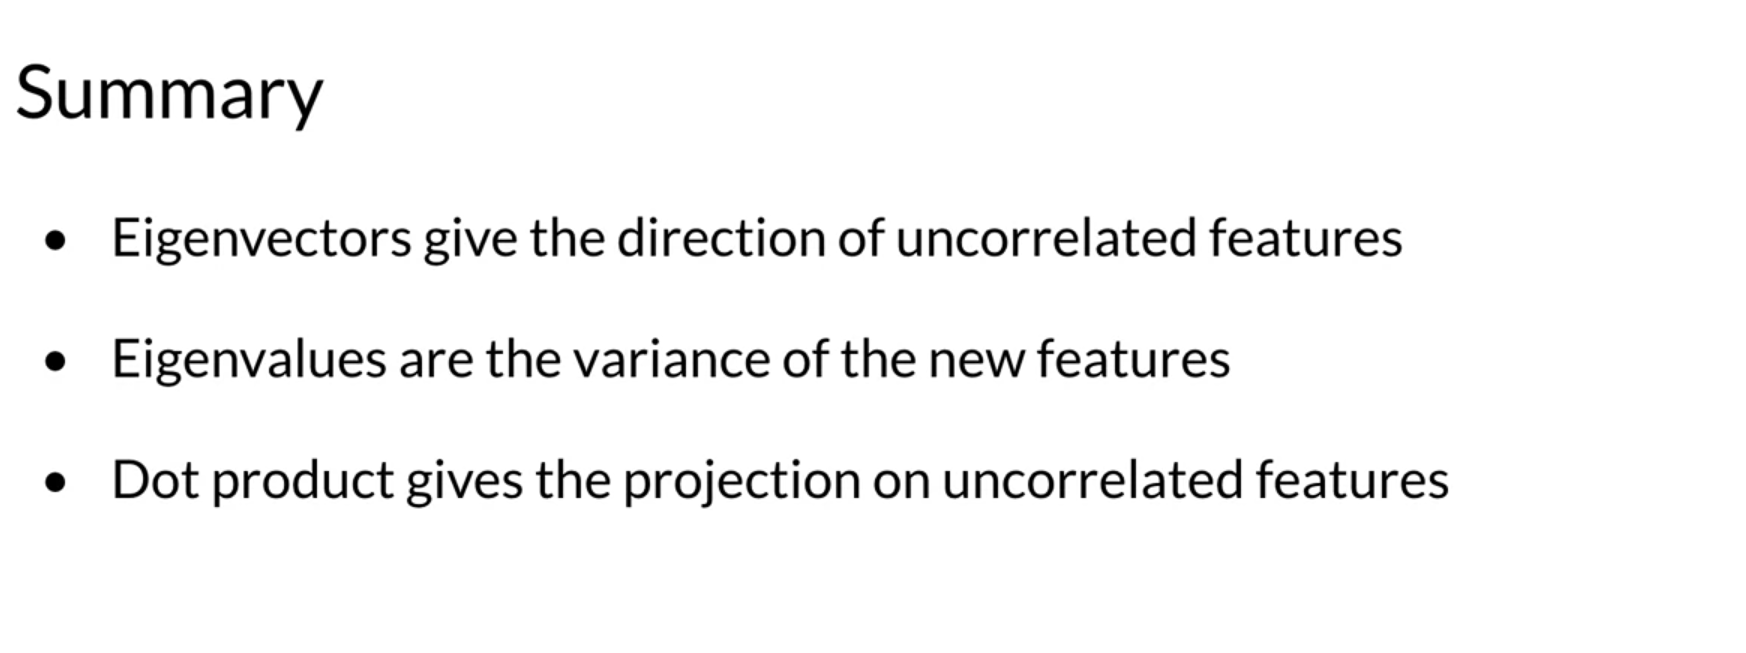 Summary
• Eigenvectors give the direction of uncorrelated features
• Eigenvalues are the variance of the new features
• Dot product gives the projection on uncorrelated features